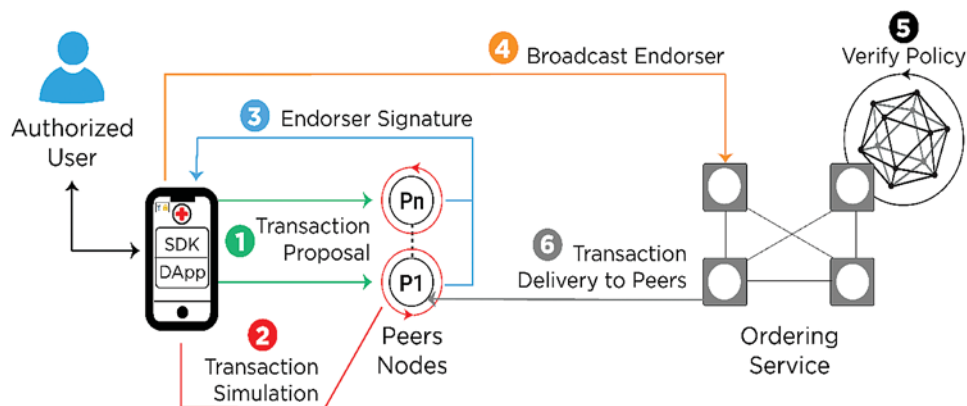 5
Verify Policy
4 Broadcast Endorser
3 Endorser Signature
Authorized
User
SDK
DApp
1 Transaction
Proposal
Pn
P1
Peers
Nodes
2
Transaction
Simulation
6 Transaction
Delivery to Peers
Ordering
Service